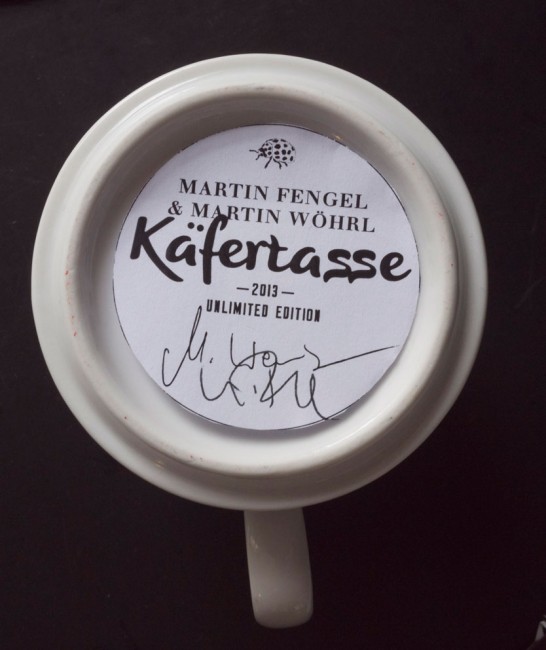 MARTIN FENGEL
& MARTIN WÖHRL
Käfertasse
—2013—
UNLIMITED EDITION